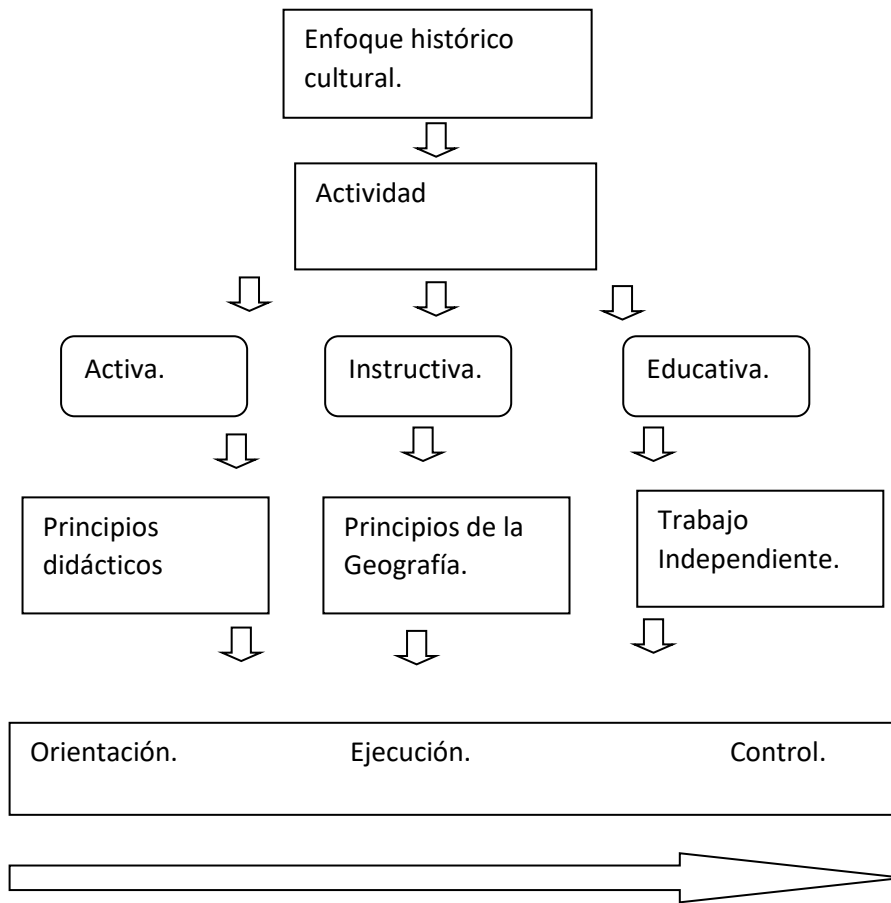 Enfoque histórico
cultural.
Actividad
Activa.
Instructiva.
Educativa.
Principios
didácticos
Principios de la
Geografía.
Trabajo
Independiente.
Orientación.
Ejecución.
Control.